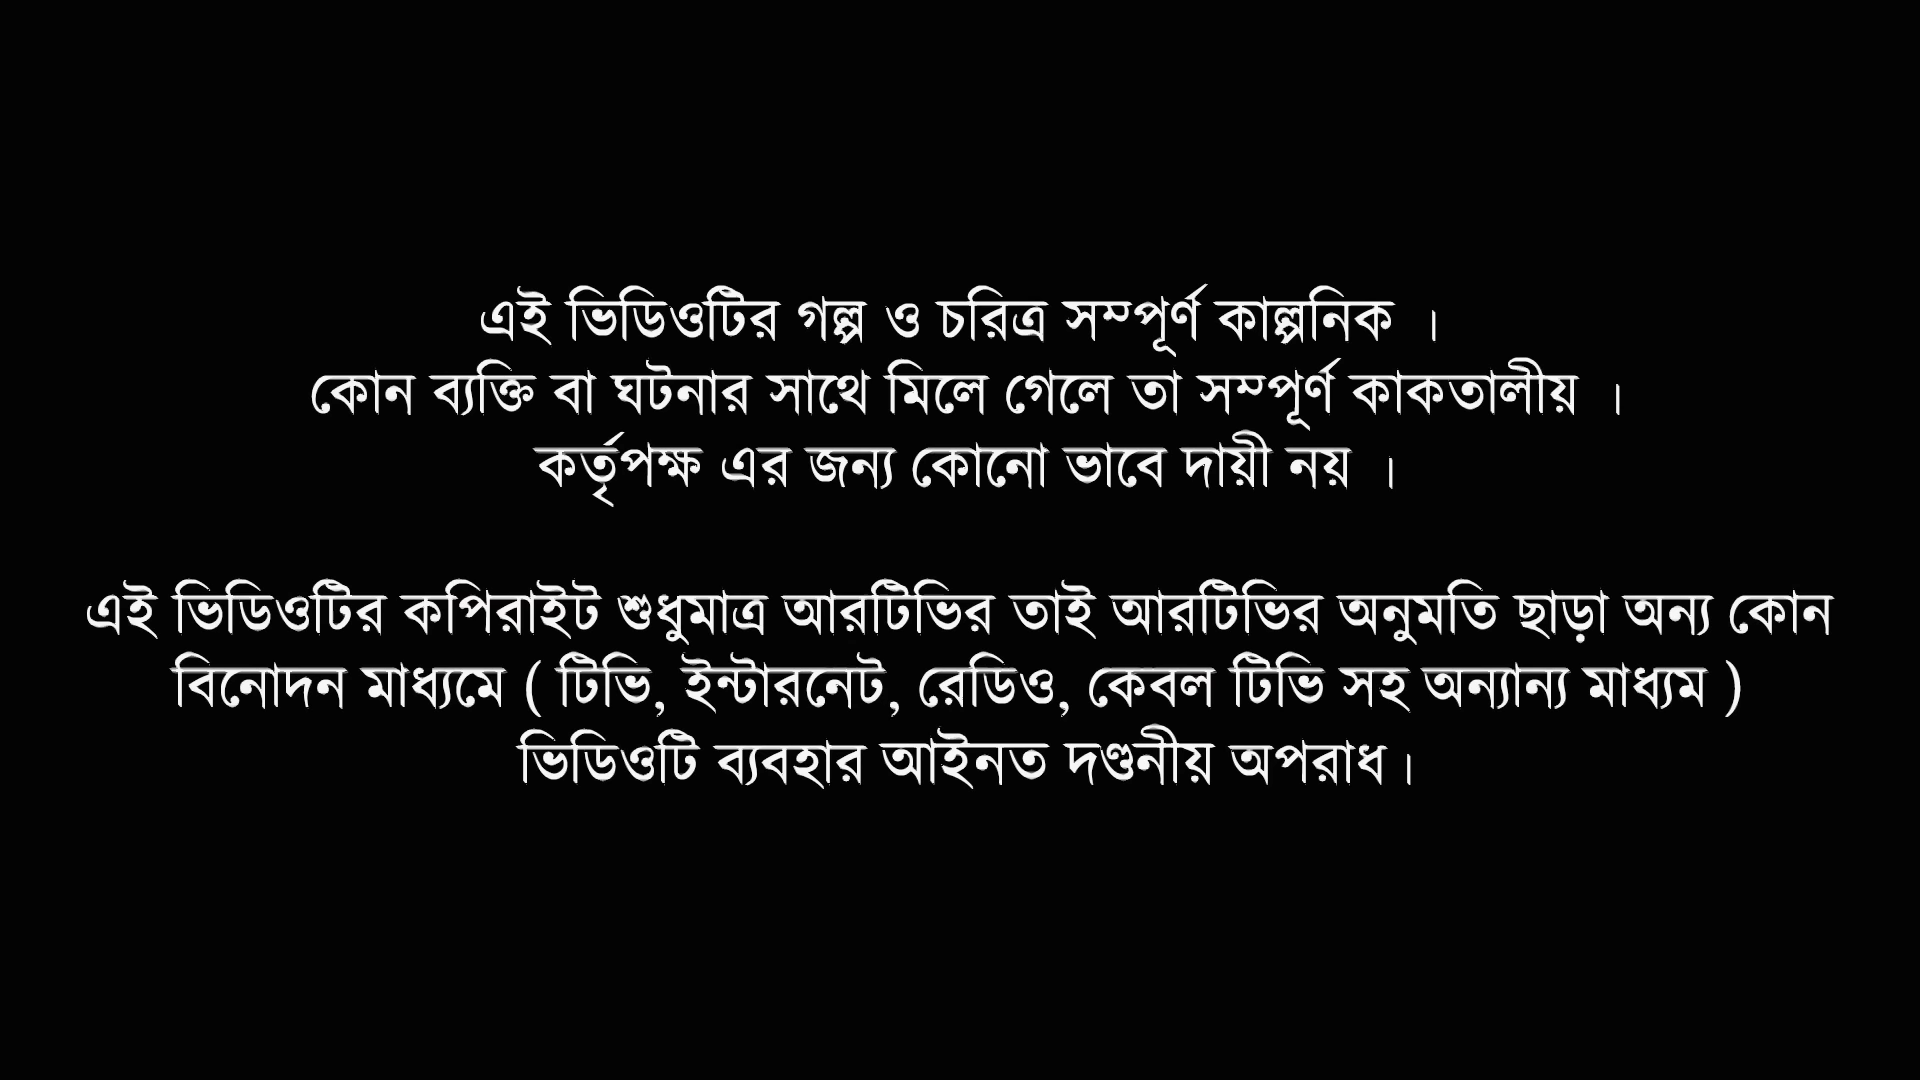 এই ভিডিওটির গল্প ও চরিত্র সম্পূর্ণ কাল্পনিক ।
কোন ব্যক্তি বা ঘটনার সাথে মিলে গেলে তা সম্পূর্ণ কাকতালীয় ।
কর্তৃপক্ষ এর জন্য কোনো ভাবে দায়ী নয় ।
এই ভিডিওটির কপিরাইট শুধুমাত্র আরটিভির তাই আরটিভির অনুমতি ছাড়া অন্য কোন
বিনোদন মাধ্যমে ( টিভি, ইন্টারনেট, রেডিও, কেবল টিভি সহ অন্যান্য মাধ্যম )
ভিডিওটি ব্যবহার আইনত দণ্ডনীয় অপরাধ।